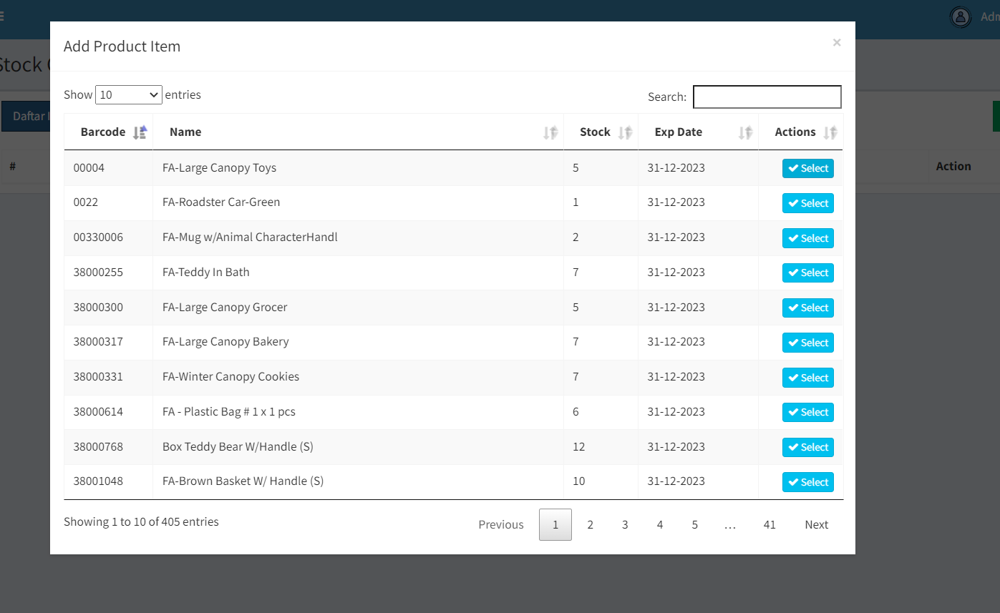 Adm
Add Product Item ×
Stock
Show 10 entries Search:
Daftar
Barcode Name Stock Exp Date Actions
# Action
00004 FA-Large Canopy Toys 5 31-12-2023 Select
0022 FA-Roadster Car-Green 1 31-12-2023 Select
00330006 FA-Mug w/Animal CharacterHandl 2 31-12-2023 Select
38000255 FA-Teddy In Bath 7 31-12-2023 Select
38000300 FA-Large Canopy Grocer 5 31-12-2023 Select
38000317 FA-Large Canopy Bakery 7 31-12-2023 Select
38000331 FA-Winter Canopy Cookies 7 31-12-2023 Select
38000614 FA - Plastic Bag # 1 x 1 pcs 6 31-12-2023 Select
38000768 Box Teddy Bear W/Handle (S) 12 31-12-2023 Select
38001048 FA-Brown Basket W/ Handle (S) 10 31-12-2023 Select
Showing 1 to 10 of 405 entries Previous 1 2 3 4 5 … 41 Next